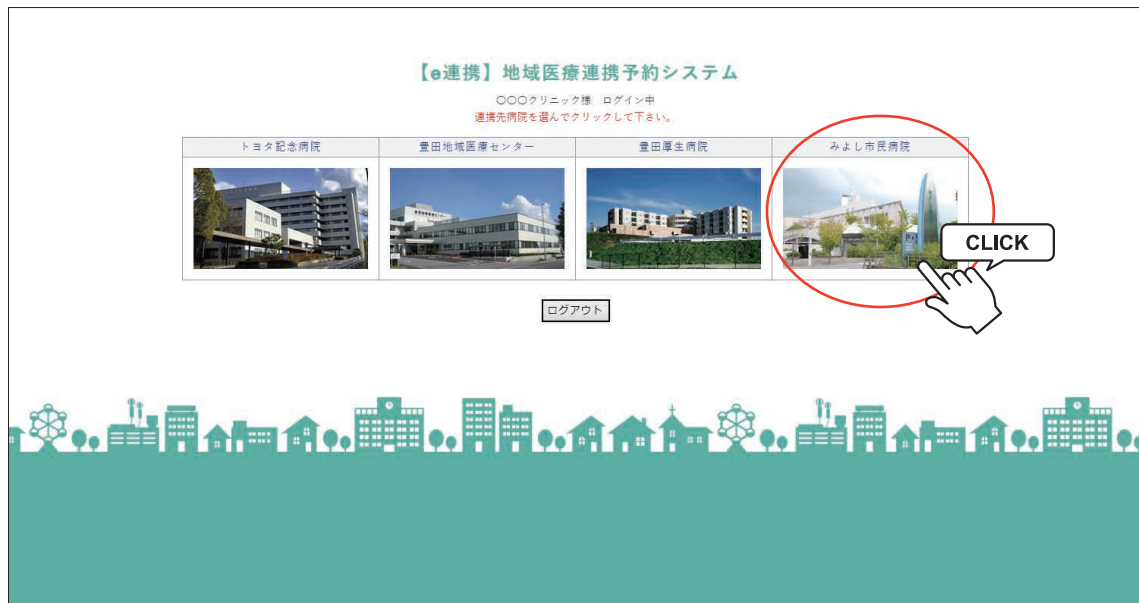 【e連携】地域医療連携予約システム
〇〇〇クリニック様 ログイン中
連携先病院を選んでクリックして下さい。
トヨタ記念病院 豊田地域医療センター 豊田厚生病院 みよし市民病院
CLICK
ログアウト